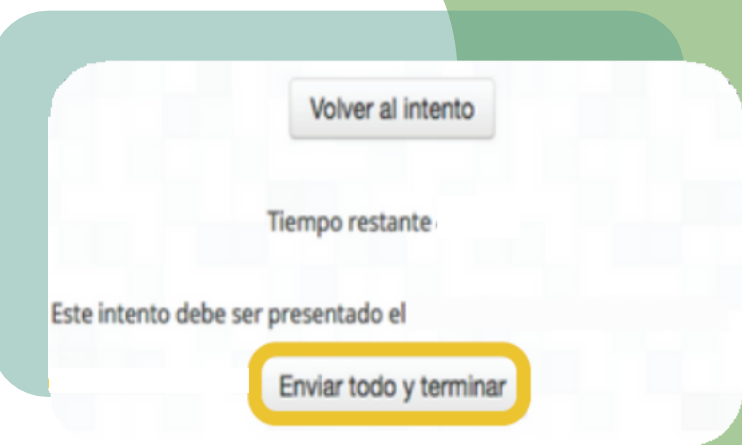 Volver al intento
Tiempo restante
Este intento debe ser presentado el
Enviar todo y terminar